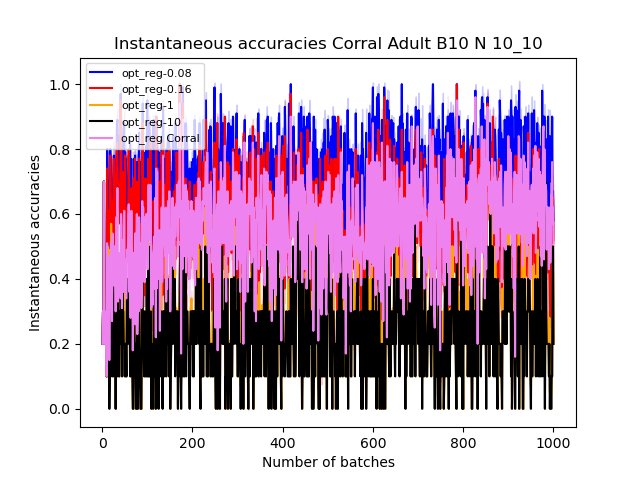 Instantaneous accuracies Corral Adult B10 N 10_10
opt_reg-0.08
opt_reg-0.16
opt_reg-1
opt_reg-10
opt_reg Corral
1.0
0.8
0.6
0.4
0.2
0.0
Instantaneous accuracies
0
200
400
600
800
1000
Number of batches